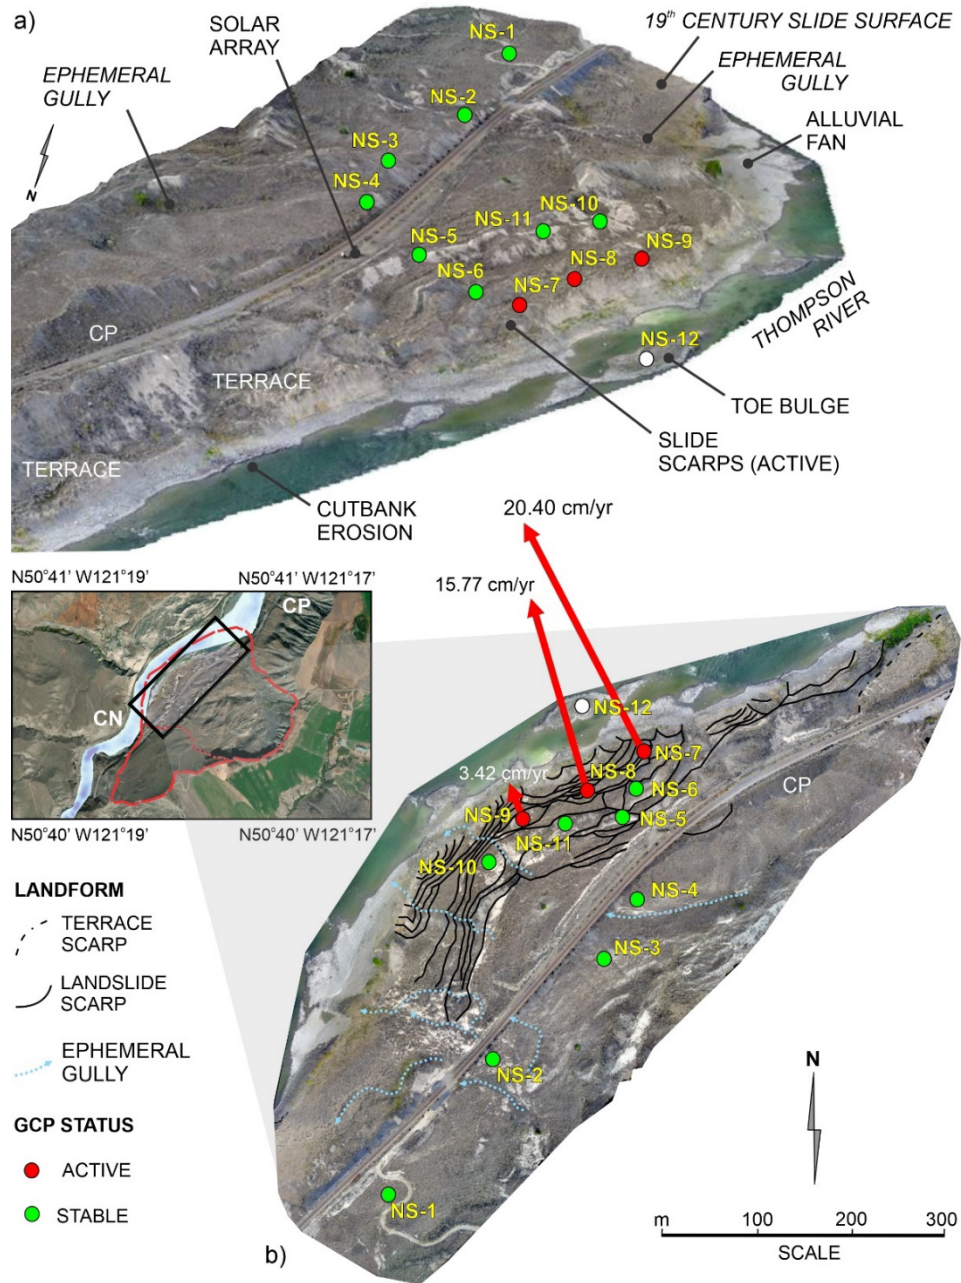 a)
SOLAR
ARRAY
NS-1
19th CENTURY SLIDE SURFACE
EPHEMERAL
GULLY
EPHEMERAL
GULLY
NS-2
ALLUVIAL
FAN
NS-3
N
NS-4
NS-10
NS-11
NS-5
NS-9
NS-8
NS-6
NS-7
THOMPSON
RIVER
CP
NS-12
TERRACE
TOE BULGE
SLIDE
SCARPS (ACTIVE)
TERRACE
CUTBANK
EROSION
20.40 cm/yr
N50°41' W121°19'
N50°41' W121°17'
15.77 cm/yr
CP
CN
N50°40' W121°19'
N50°40' W121°17'
NS-12
NS-7
3.42 cm/yr
NS-8
CP
NS-6
NS-9
NS-5
NS-11
NS-10
NS-4
NS-3
NS-2
NS-1
LANDFORM
TERRACE
SCARP
LANDSLIDE
SCARP
EPHEMERAL
GULLY
GCP STATUS
ACTIVE
STABLE
N
m 100 200 300
SCALE
b)